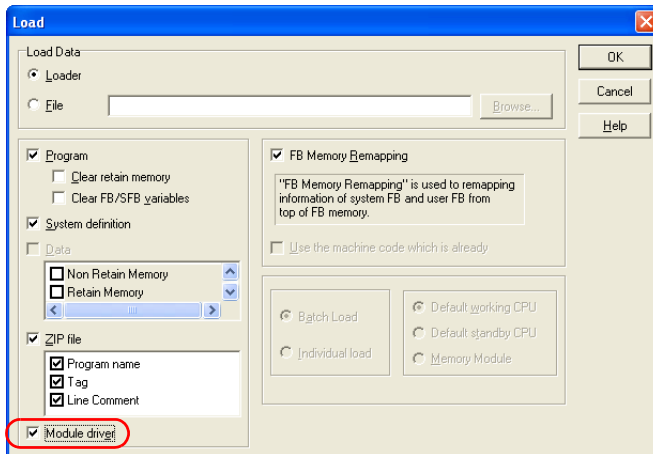 Load
Load Data
Loader
File
Browse...
OK
Cancel
Help
Program
Clear retain memory
Clear FB/SFB variables
System definition
Data
Non Retain Memory
Retain Memory
ZIP file
Program name
Tag
Line Comment
Module driver
FB Memory Remapping
"FB Memory Remapping" is used to remapping
information of system FB and user FB from
top of FB memory.
Use the machine code which is already
Batch Load
Individual load
Default working CPU
Default standby CPU
Memory Module